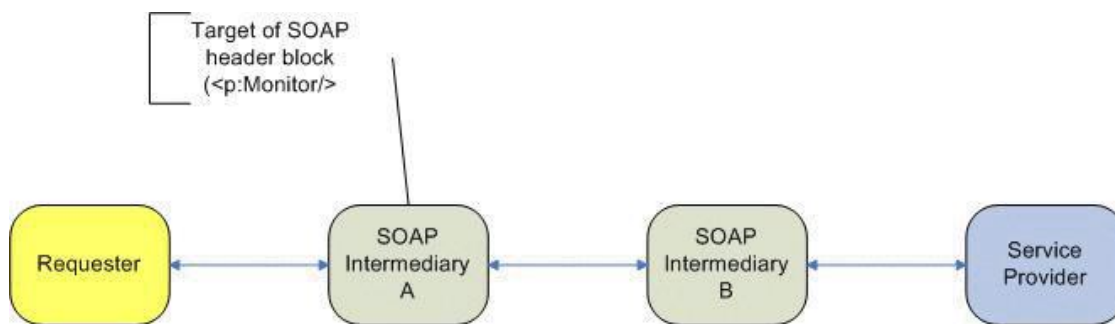 Target of SOAP
header block
(<p:Monitor/>
Requester
SOAP
Intermediary
A
SOAP
Intermediary
B
Service
Provider